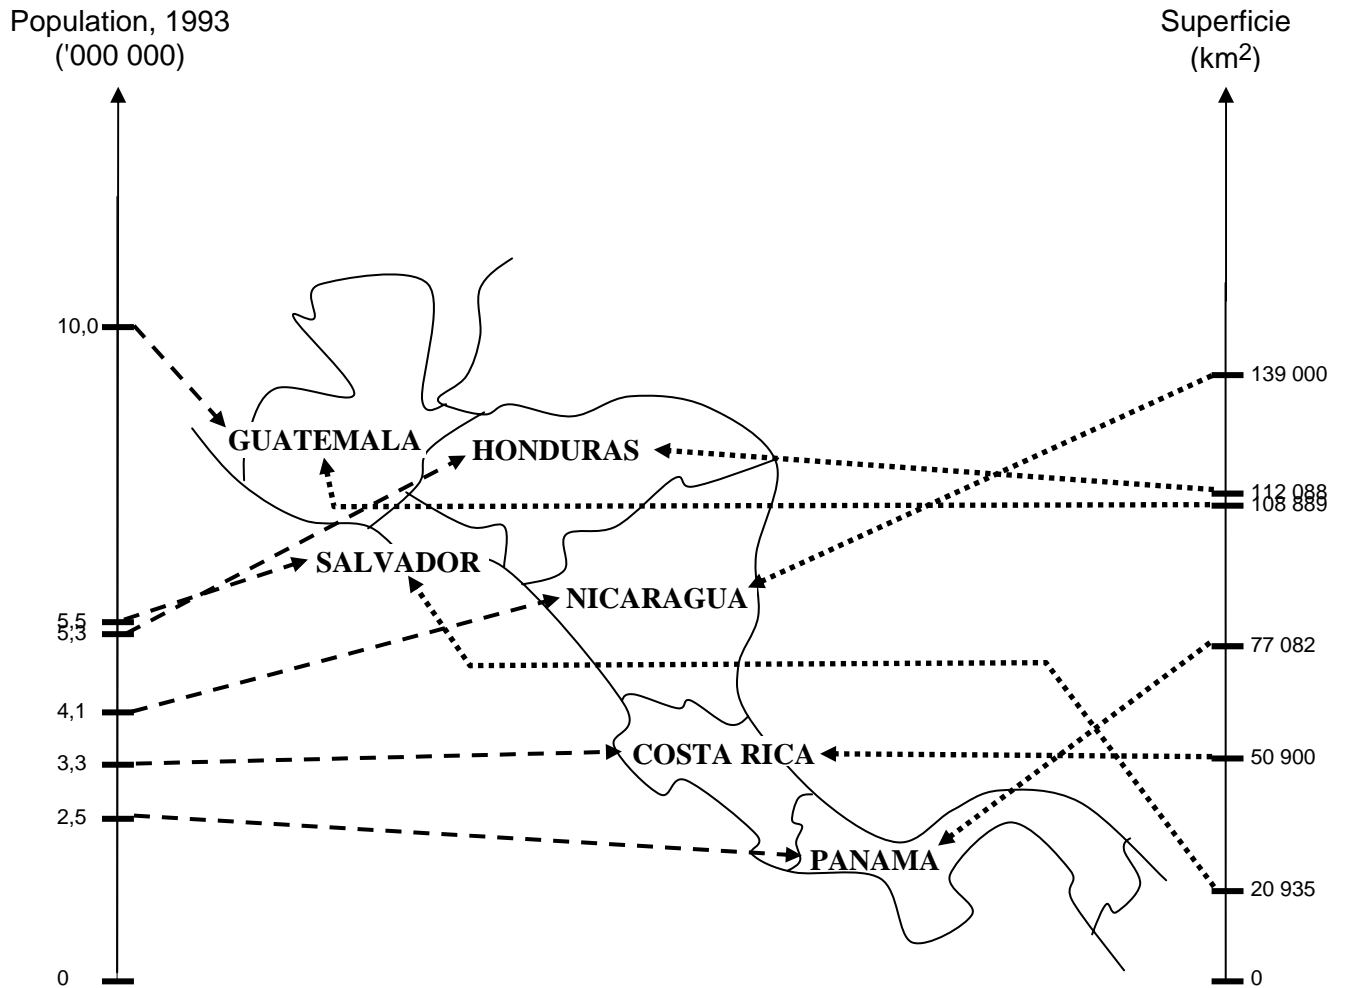 Population, 1993
('000 000)
Superficie
(km2)
10,0
139 000
GUATEMALA
HONDURAS
112 088
108 889
SALVADOR
NICARAGUA
5,5
5,3
77 082
4,1
COSTA RICA
3,3
50 900
2,5
PANAMA
20 935
0
0